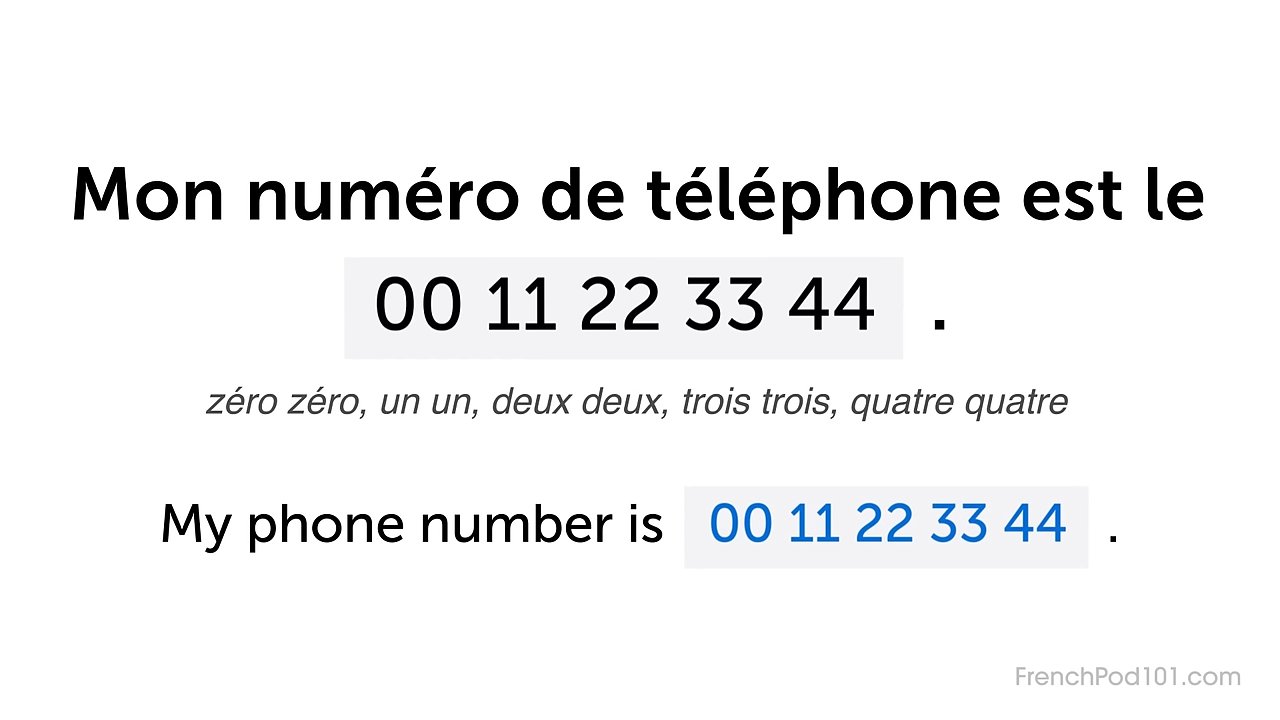 Mon numéro de téléphone est le
00 11 22 33 44 .
zéro zéro, un un, deux deux, trois trois, quatre quatre
My phone number is 00 11 22 33 44 .
FrenchPod101.com